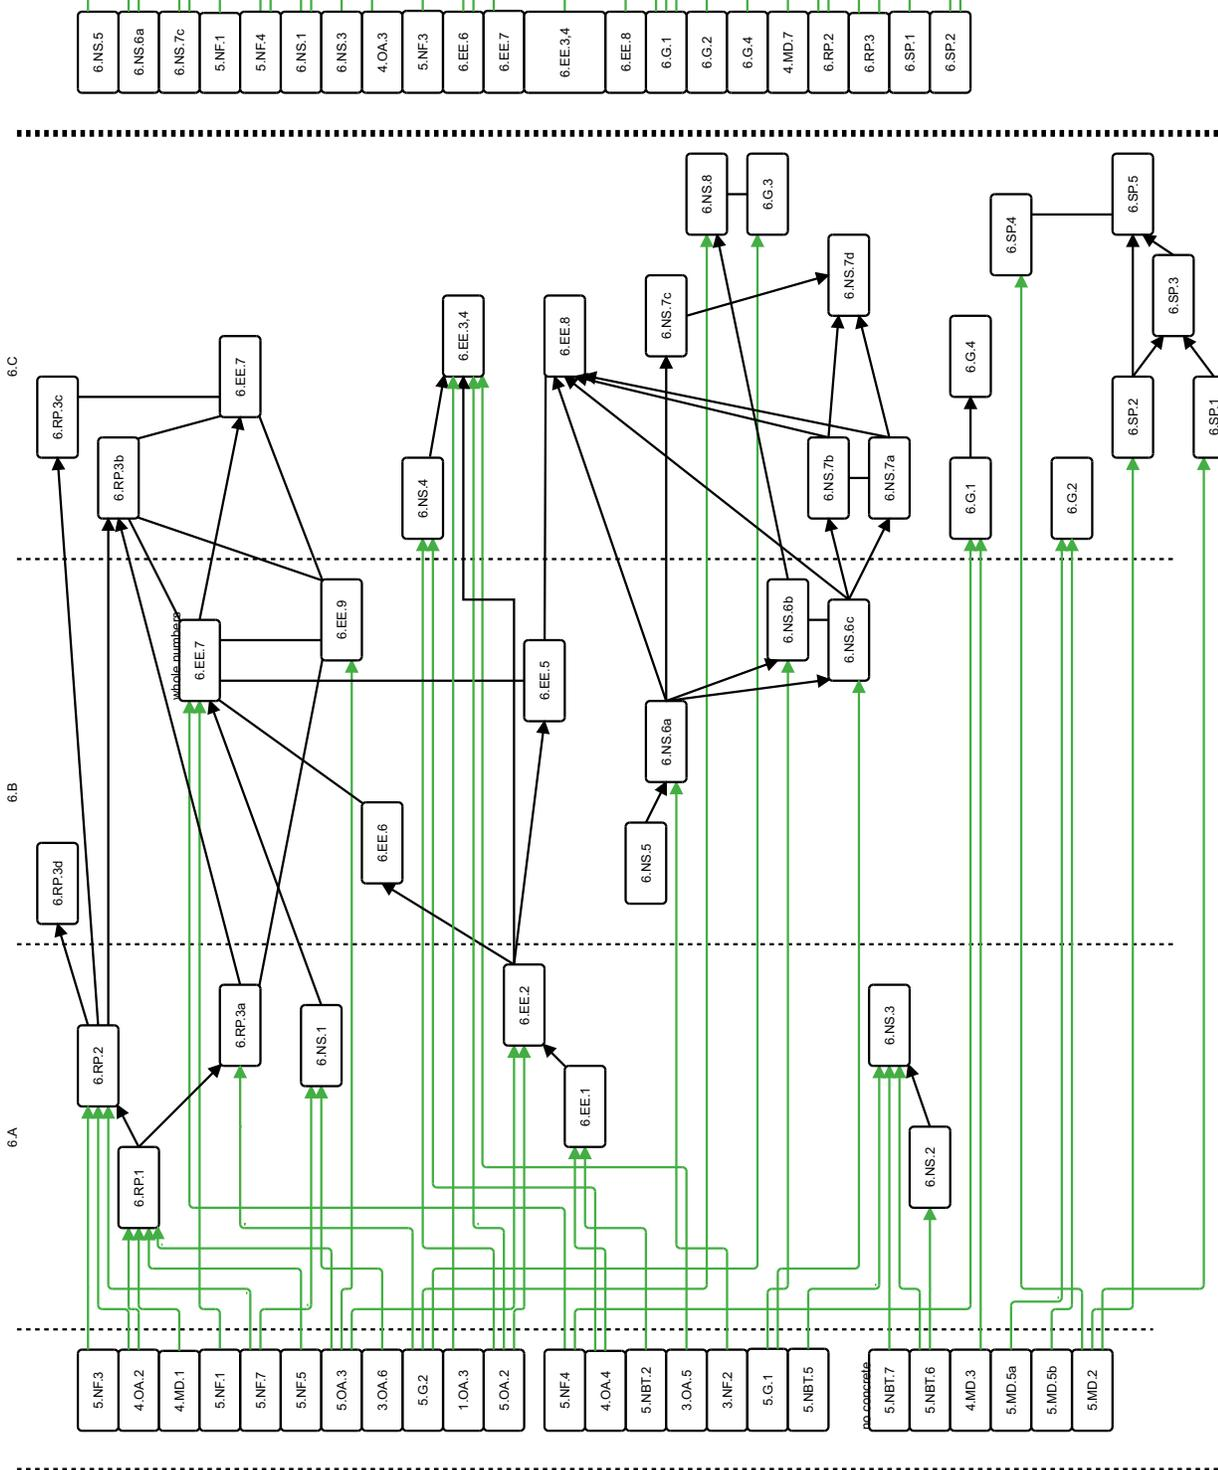 6.NS.5
6.NS.6a
6.NS.7c
5.NF.1
5.NF.4
6.NS.1
6.NS.3
4.OA.3
5.NF.3
6.EE.6
6.EE.7
6.EE.3,4
6.EE.8
6.G.1
6.G.2
6.G.4
4.MD.7
6.RP.2
6.RP.3
6.SP.1
6.SP.2
6.C
6.RP.3c
6.RP.3b
6.EE.7
6.NS.4
6.EE.3,4
6.EE.8
6.NS.7c
6.NS.8
6.G.3
6.NS.7d
6.NS.7b
6.NS.7a
6.G.4
6.G.1
6.SP.4
6.G.2
6.SP.5
6.SP.3
6.SP.2
6.SP.1
6.B
6.RP.3d
whole numbers
6.EE.7
6.EE.9
6.EE.6
6.EE.5
6.NS.5
6.NS.6a
6.NS.6b
6.NS.6c
6.A
6.RP.2
6.RP.1
6.RP.3a
6.NS.1
6.EE.2
6.EE.1
6.NS.3
6.NS.2
5.NF.3
4.OA.2
4.MD.1
5.NF.1
5.NF.7
5.NF.5
5.OA.3
3.OA.6
5.G.2
1.OA.3
5.OA.2
5.NF.4
4.OA.4
5.NBT.2
3.OA.5
3.NF.2
5.G.1
5.NBT.5
no concrete
5.NBT.7
5.NBT.6
4.MD.3
5.MD.5a
5.MD.5b
5.MD.2